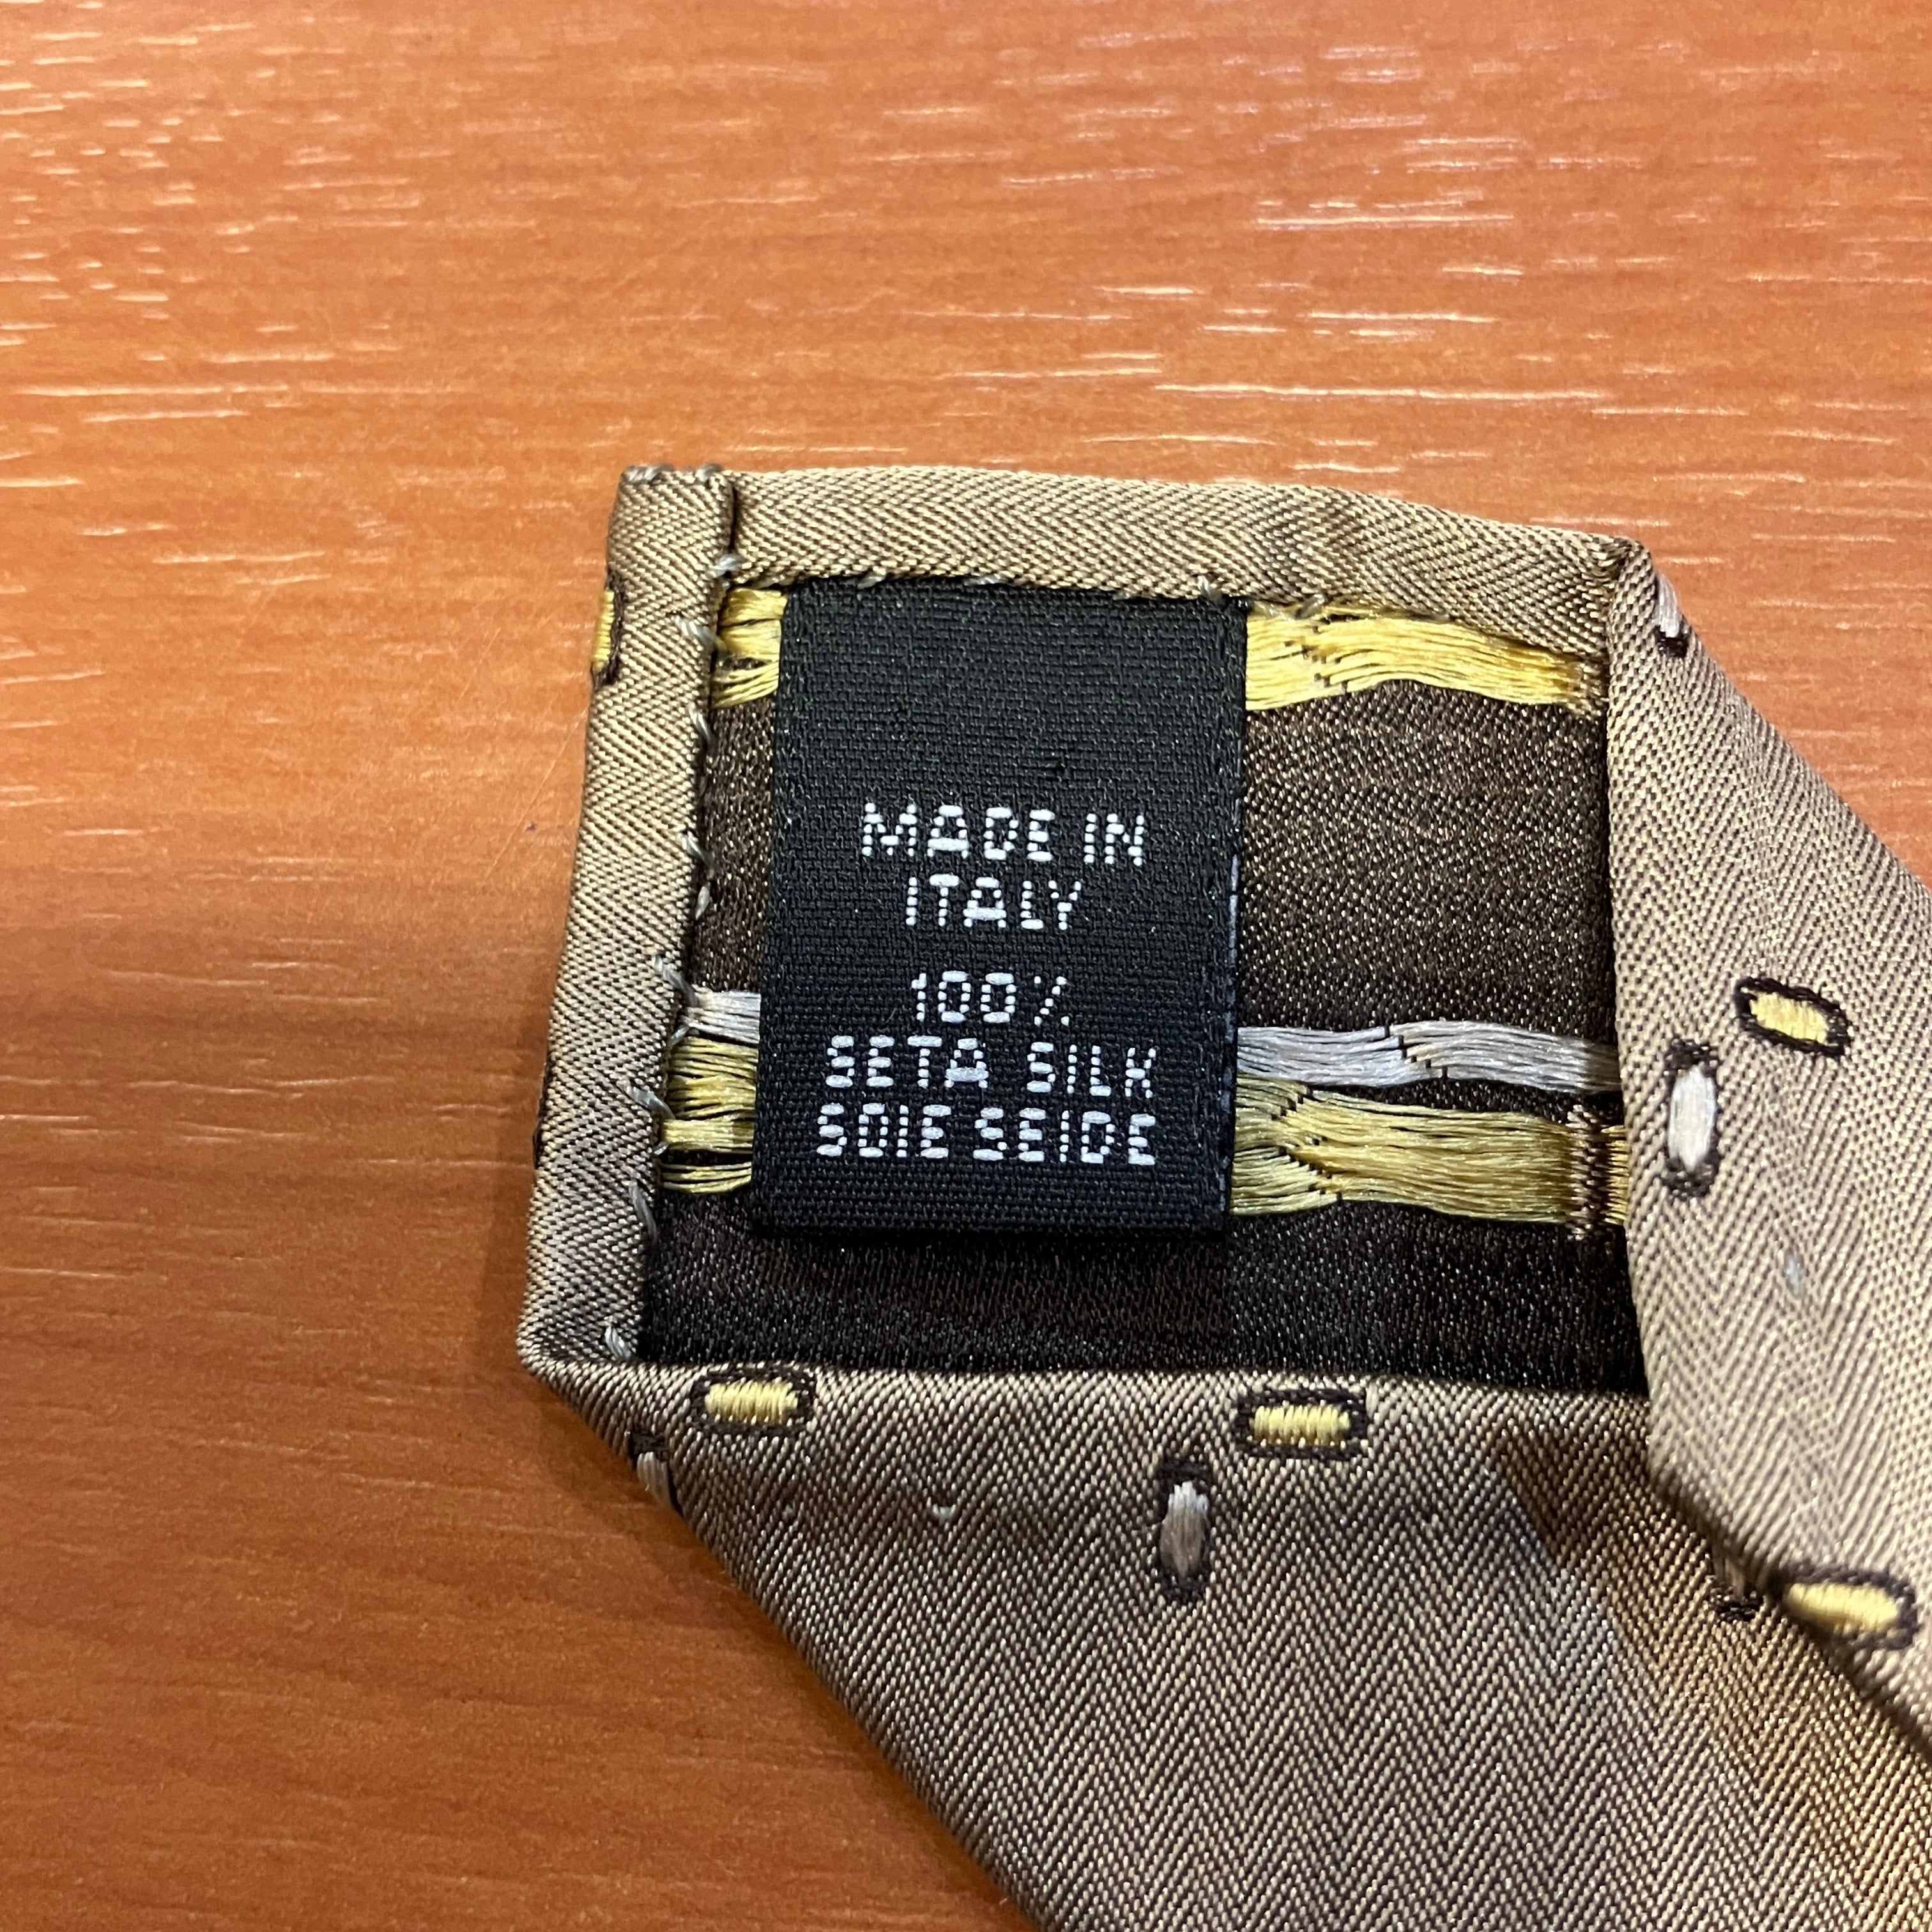 MADE IN
ITALY
100%
SETA SILK
SOIE SEIDE